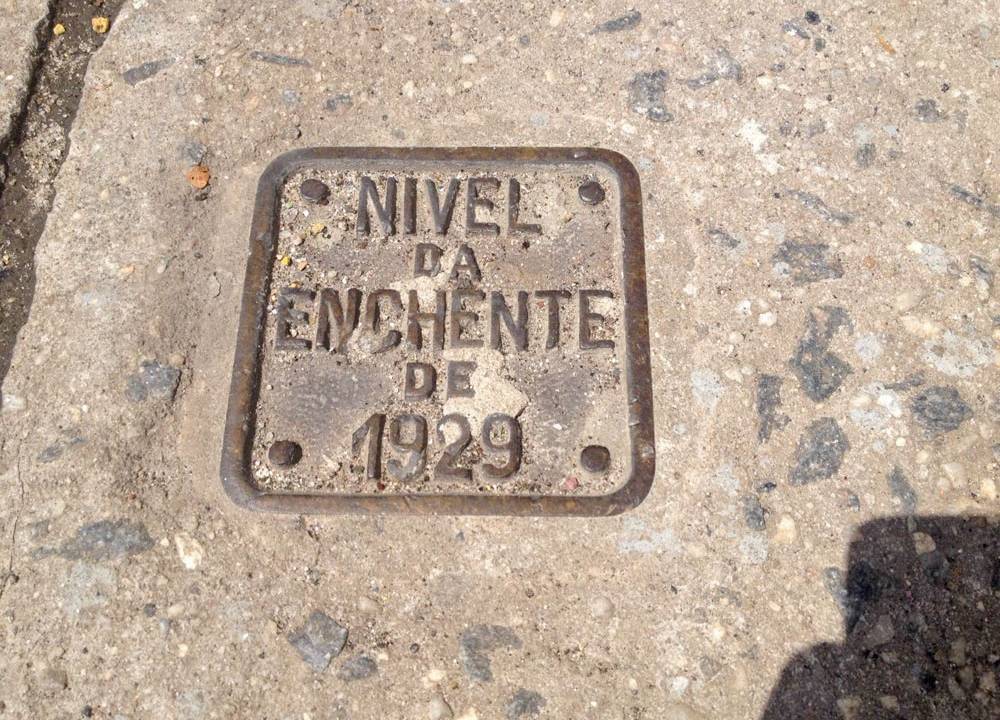 NIVEL
DA
ENCHENTE
DE
1929